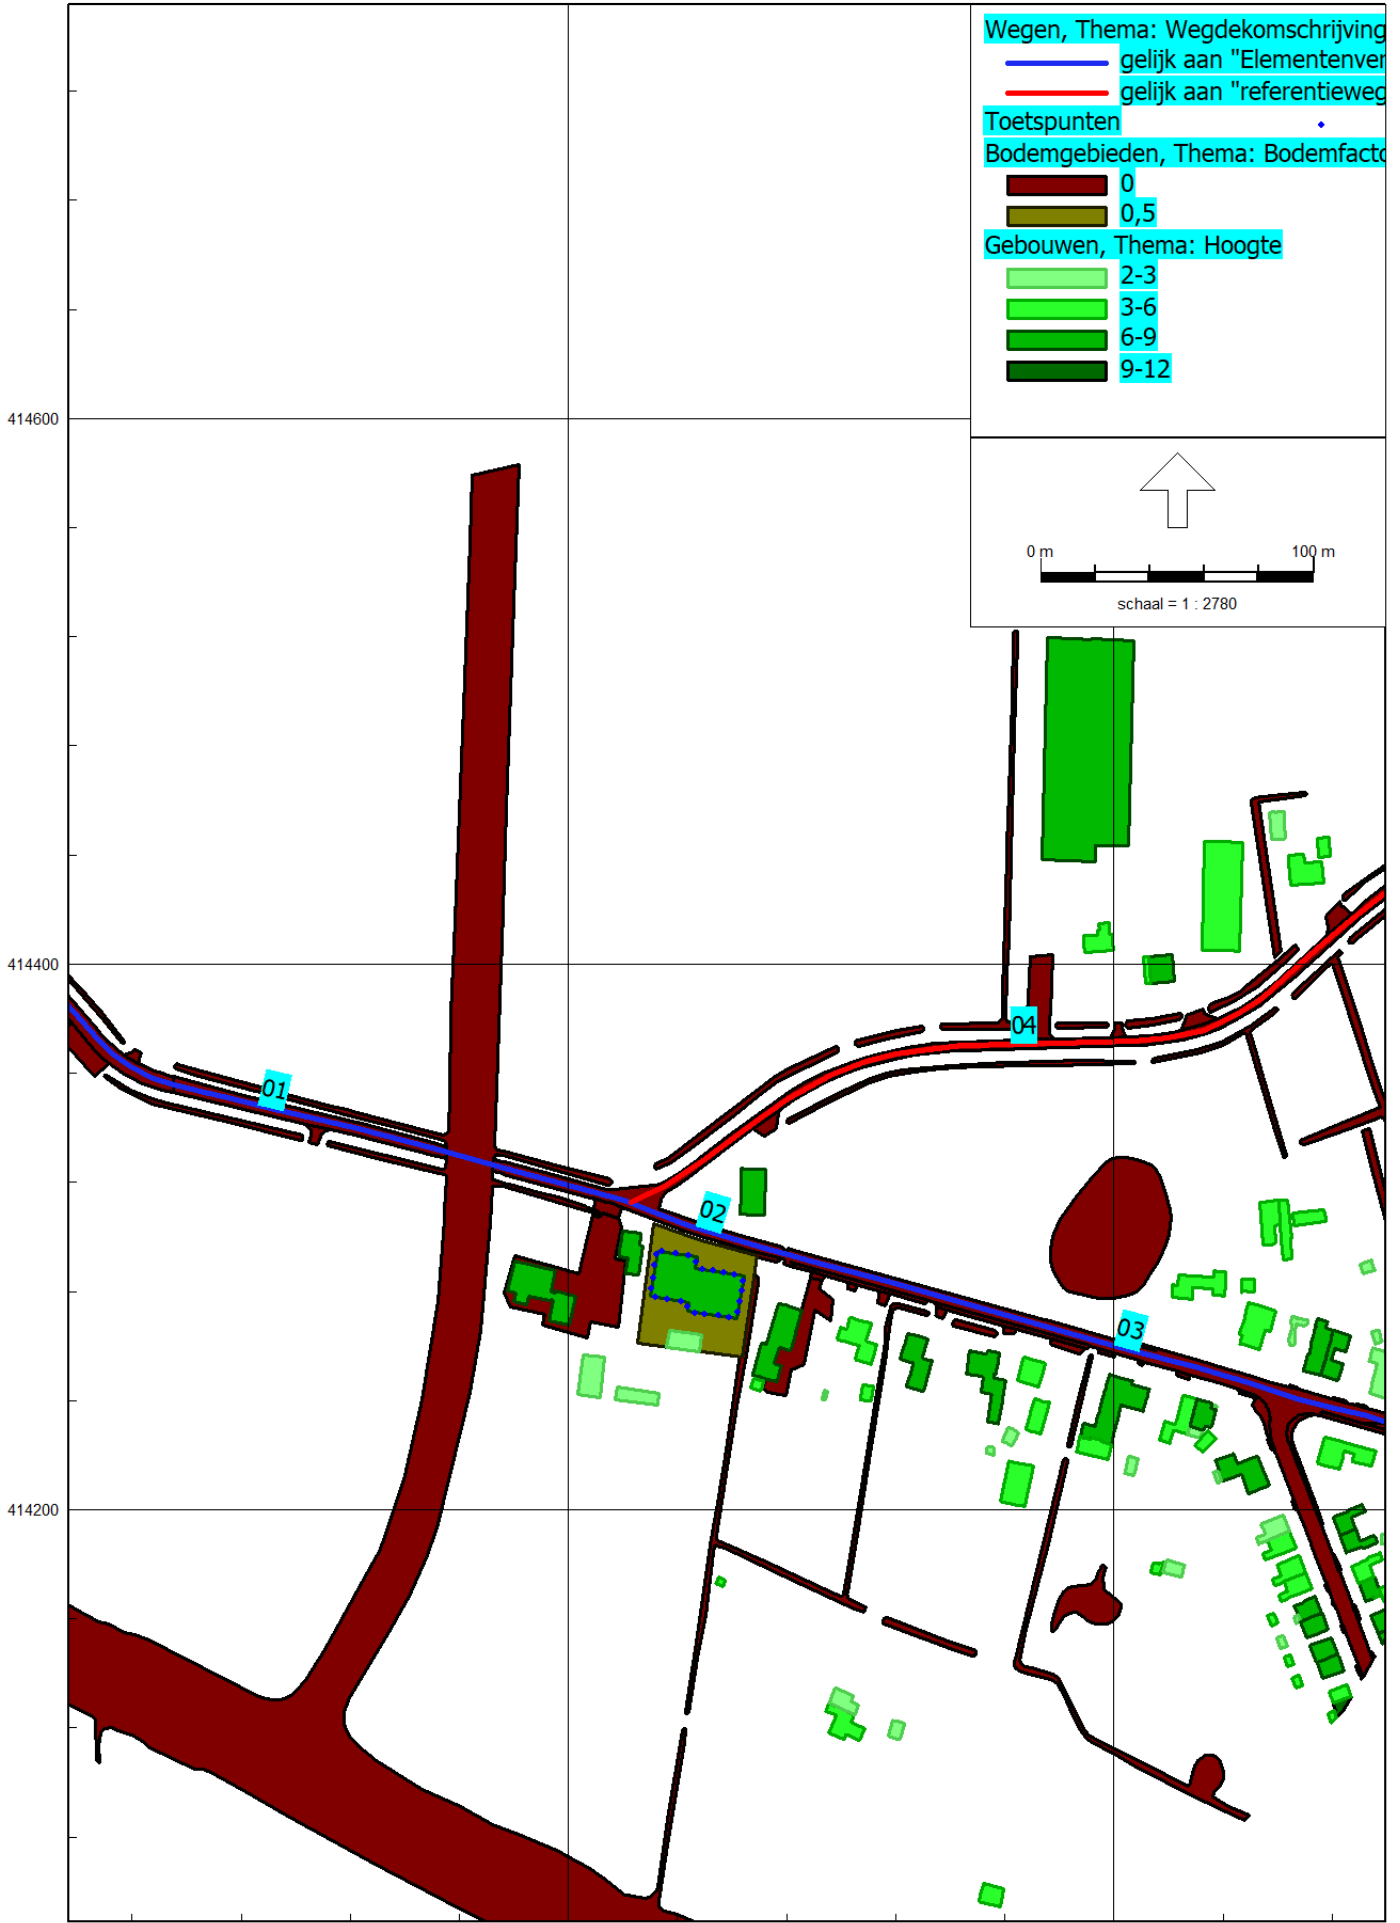 Wegen, Thema: Wegdekomschrijving
gelijk aan "Elementenver
gelijk aan "referentieweg
Toetspunten
Bodemgebieden, Thema: Bodemfacto
0
0,5
Gebouwen, Thema: Hoogte
2-3
3-6
6-9
9-12
414600
0 m 100 m
schaal = 1 : 2780
414400
04
01
02
03
414200